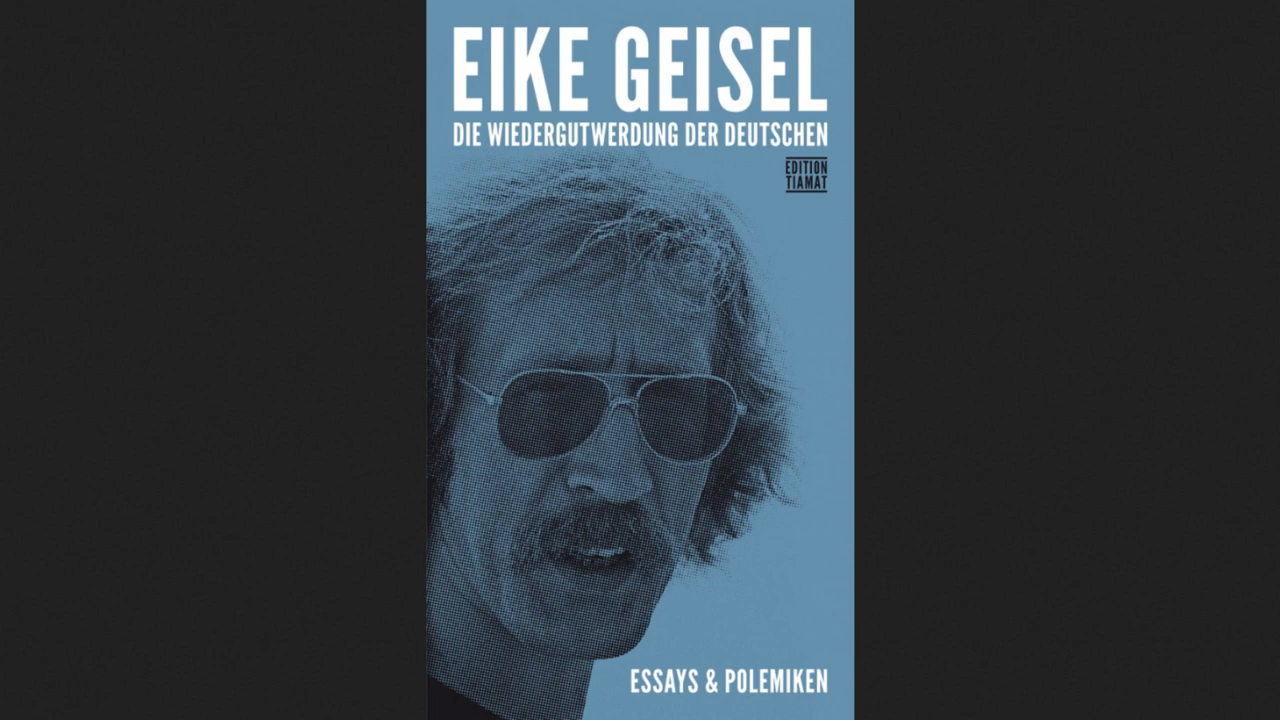 EIKE GEISEL
DIE WIEDERGUTWERDUNG DER DEUTSCHEN
EDITION
TIAMAT
ESSAYS & POLEMIKEN